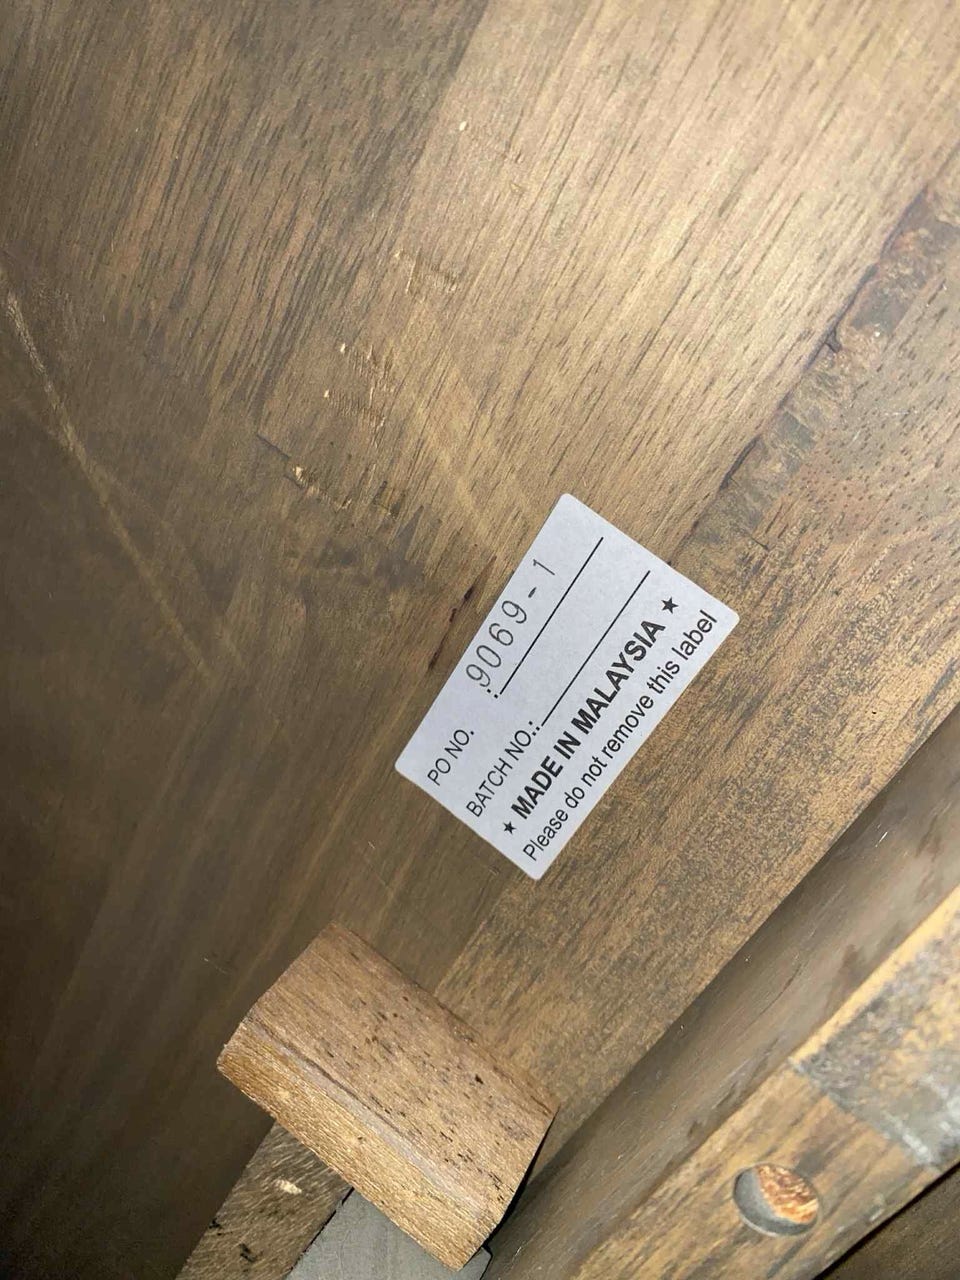 PO NO. : 9069-1
BATCH NO.:
★ MADE IN MALAYSIA ★
Please do not remove this label